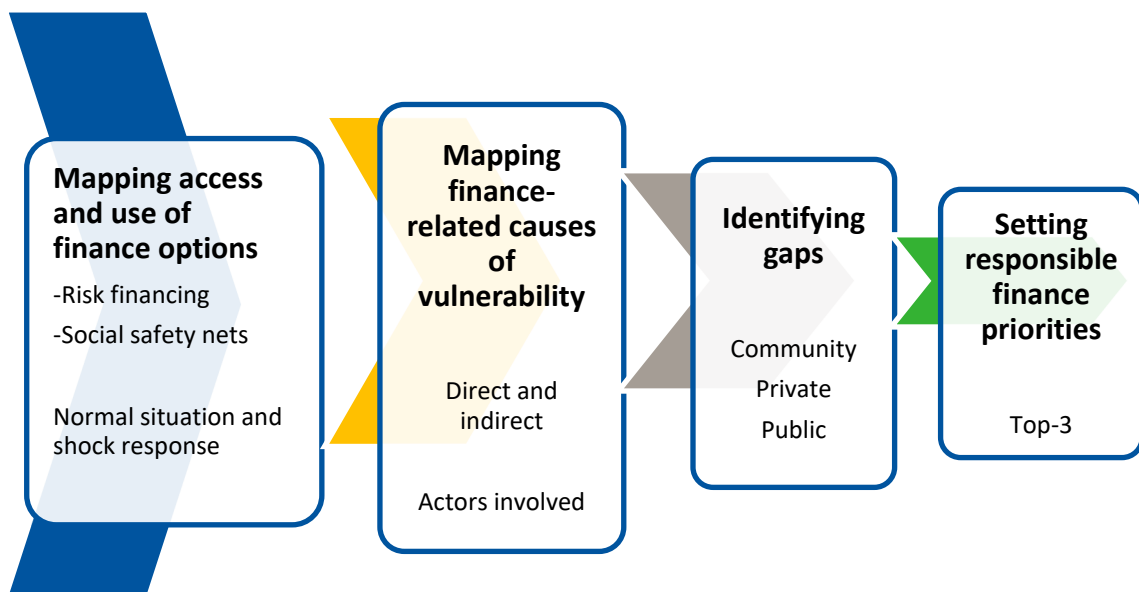 Mapping access
and use of
finance options
-Risk financing
-Social safety nets
Normal situation and
shock response
Mapping
finance-
related causes
of
vulnerability
Direct and
indirect
Actors involved
Identifying
gaps
Community
Private
Public
Setting
responsible
finance
priorities
Top-3